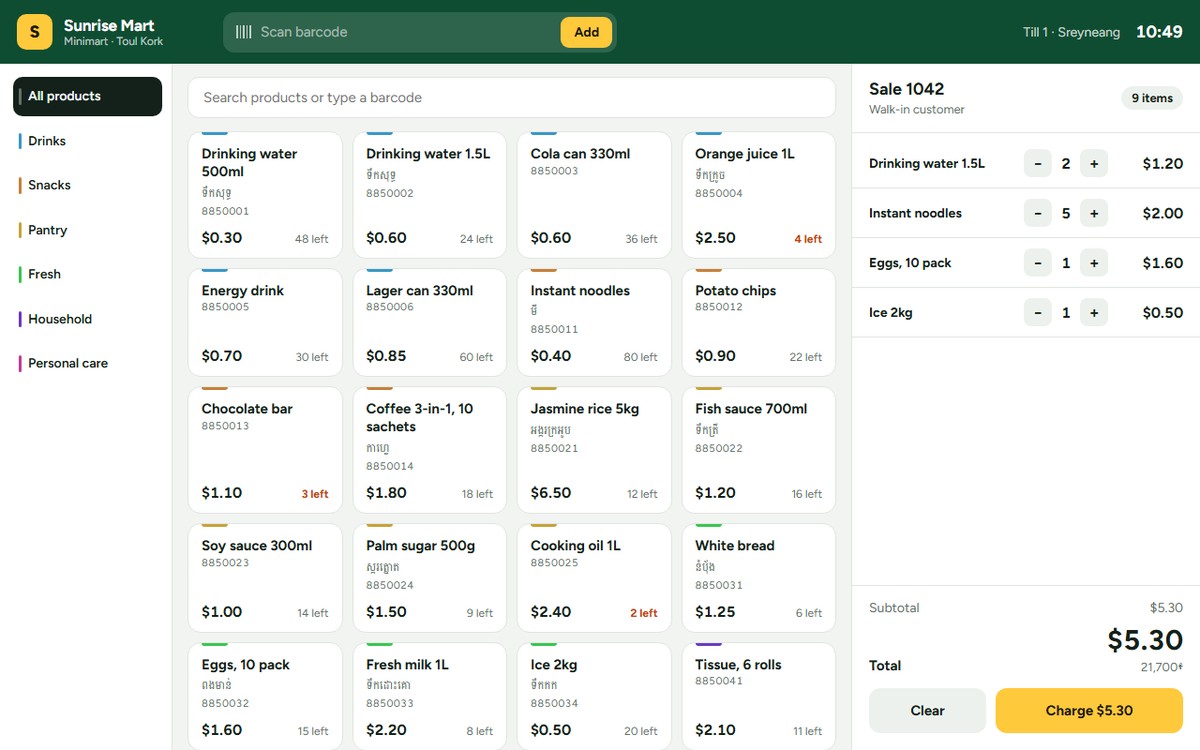 S
Sunrise Mart
Minimart · Toul Kork
Scan barcode
Add
Till 1 · Sreyneang
10:49
All products
Drinks
Snacks
Pantry
Fresh
Household
Personal care
Search products or type a barcode
Drinking water
500ml
ទឹកសុទ្ធ
8850001
$0.30
48 left
Drinking water 1.5L
ទឹកសុទ្ធ
8850002
$0.60
24 left
Cola can 330ml
8850003
$0.60
36 left
Orange juice 1L
ទឹកក្រូច
8850004
$2.50
4 left
Energy drink
8850005
$0.70
30 left
Lager can 330ml
8850006
$0.85
60 left
Instant noodles
មី
8850011
$0.40
80 left
Potato chips
8850012
$0.90
22 left
Chocolate bar
8850013
$1.10
3 left
Coffee 3-in-1, 10
sachets
កាហ្វេ
8850014
$1.80
18 left
Jasmine rice 5kg
អង្ករក្រអូប
8850021
$6.50
12 left
Fish sauce 700ml
ទឹកត្រី
8850022
$1.20
16 left
Soy sauce 300ml
8850023
$1.00
14 left
Palm sugar 500g
ស្ករត្នោត
8850024
$1.50
9 left
Cooking oil 1L
8850025
$2.40
2 left
White bread
នំប៉័ង
8850031
$1.25
6 left
Eggs, 10 pack
ពងមាន់
8850032
$1.60
15 left
Fresh milk 1L
ទឹកដោះគោ
8850033
$2.20
8 left
Ice 2kg
ទឹកកក
8850034
$0.50
20 left
Tissue, 6 rolls
8850041
$2.10
11 left
Sale 1042
Walk-in customer
9 items
Drinking water 1.5L
− 2 +
$1.20
Instant noodles
− 5 +
$2.00
Eggs, 10 pack
− 1 +
$1.60
Ice 2kg
− 1 +
$0.50
Subtotal
$5.30
Total
$5.30
21,700៛
Clear
Charge $5.30